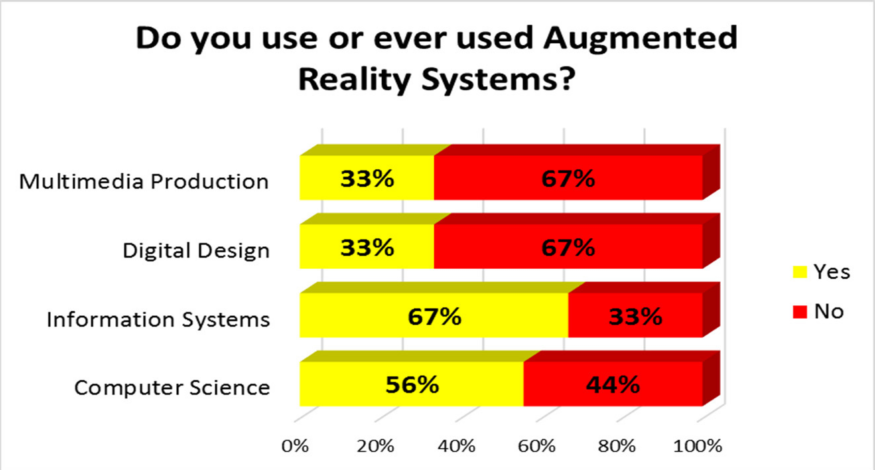 Do you use or ever used Augmented
Reality Systems?
Multimedia Production
33%
67%
Digital Design
33%
67%
Information Systems
67%
33%
Computer Science
56%
44%
Yes
No
0%
20%
40%
60%
80%
100%